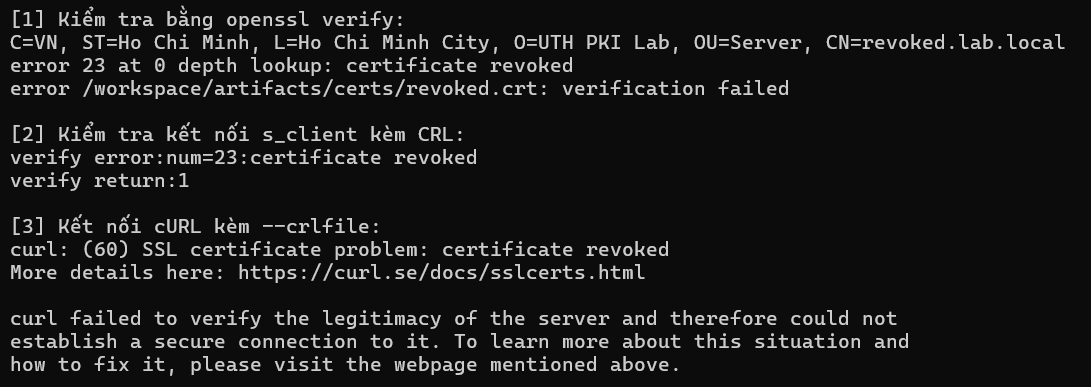 [1] Kiểm tra bằng openssl verify:
C=VN, ST=Ho Chi Minh, L=Ho Chi Minh City, O=UTH PKI Lab, OU=Server, CN=revoked.lab.local
error 23 at 0 depth lookup: certificate revoked
error /workspace/artifacts/certs/revoked.crt: verification failed

[2] Kiểm tra kết nối s_client kèm CRL:
verify error:num=23:certificate revoked
verify return:1

[3] Kết nối cURL kèm --crlfile:
curl: (60) SSL certificate problem: certificate revoked
More details here: https://curl.se/docs/sslcerts.html

curl failed to verify the legitimacy of the server and therefore could not
establish a secure connection to it. To learn more about this situation and
how to fix it, please visit the webpage mentioned above.